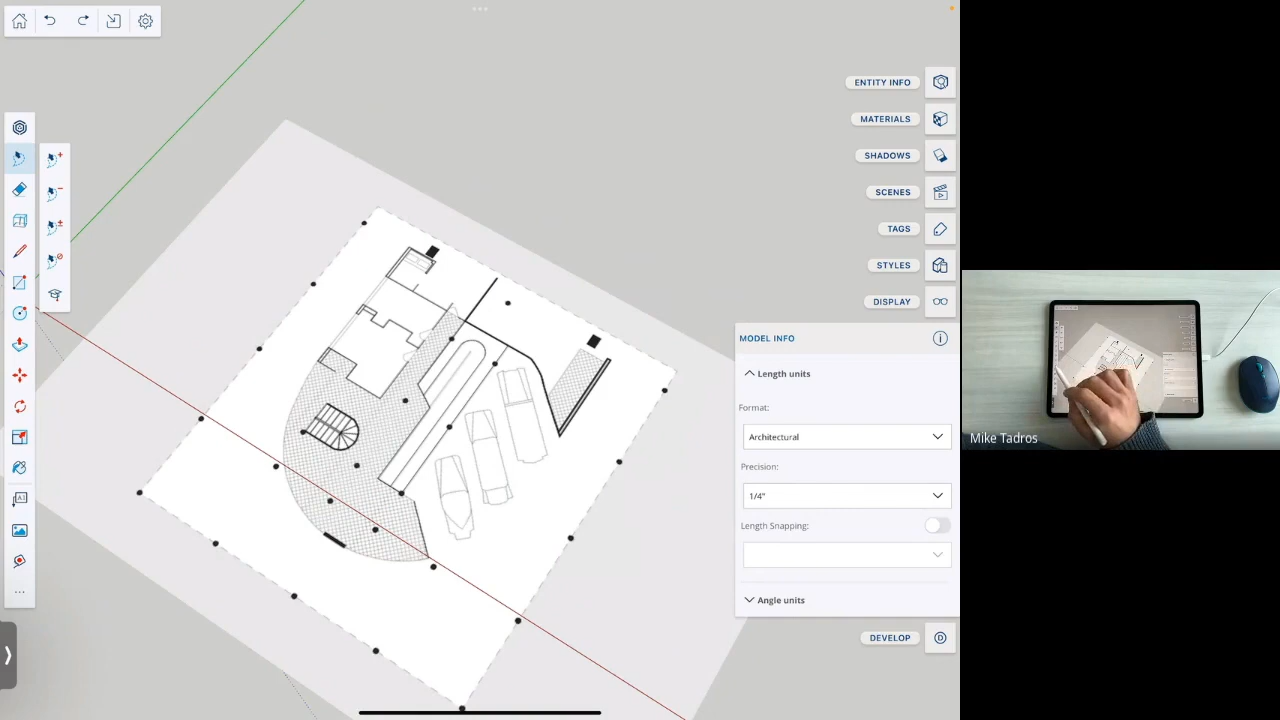 ENTITY INFO
MATERIALS
SHADOWS
SCENES
TAGS
STYLES
DISPLAY
MODEL INFO
Length units
Format:
Architectural
Precision:
1/4"
Length Snapping:
Angle units
DEVELOP
Mike Tadros